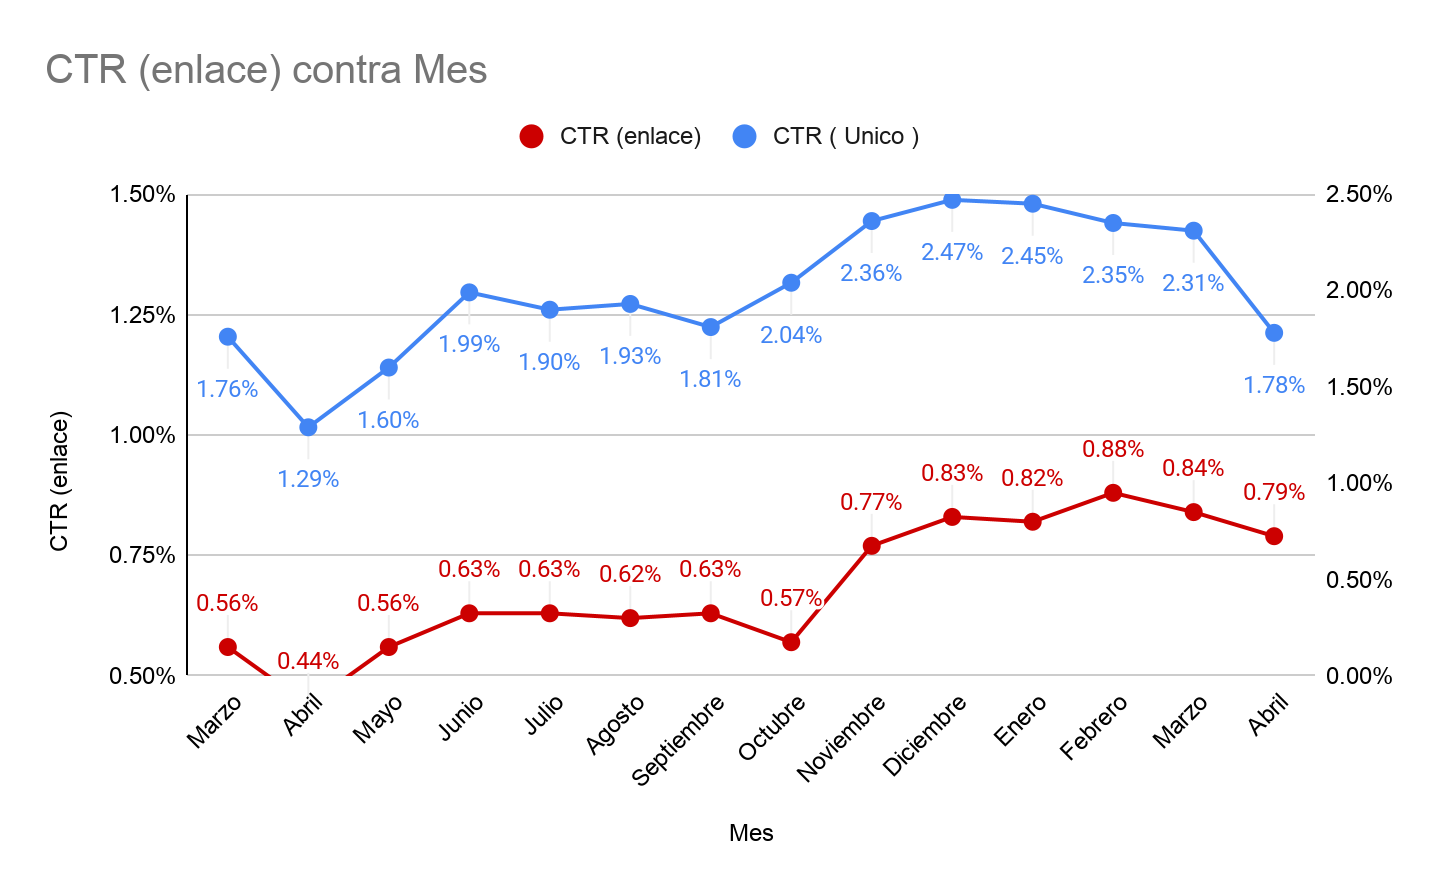 CTR (enlace) contra Mes
CTR (enlace) CTR ( Unico )
1.50%
1.25%
1.00%
0.75%
0.50%
CTR (enlace)
2.50%
2.00%
1.50%
1.00%
0.50%
0.00%
1.76%
1.29%
1.60%
1.99%
1.90%
1.93%
1.81%
2.04%
2.36%
2.47%
2.45%
2.35%
2.31%
1.78%
0.56%
0.44%
0.56%
0.63%
0.63%
0.62%
0.63%
0.57%
0.77%
0.83%
0.82%
0.88%
0.84%
0.79%
Marzo
Abril
Mayo
Junio
Julio
Agosto
Septiembre
Octubre
Noviembre
Diciembre
Enero
Febrero
Marzo
Abril
Mes